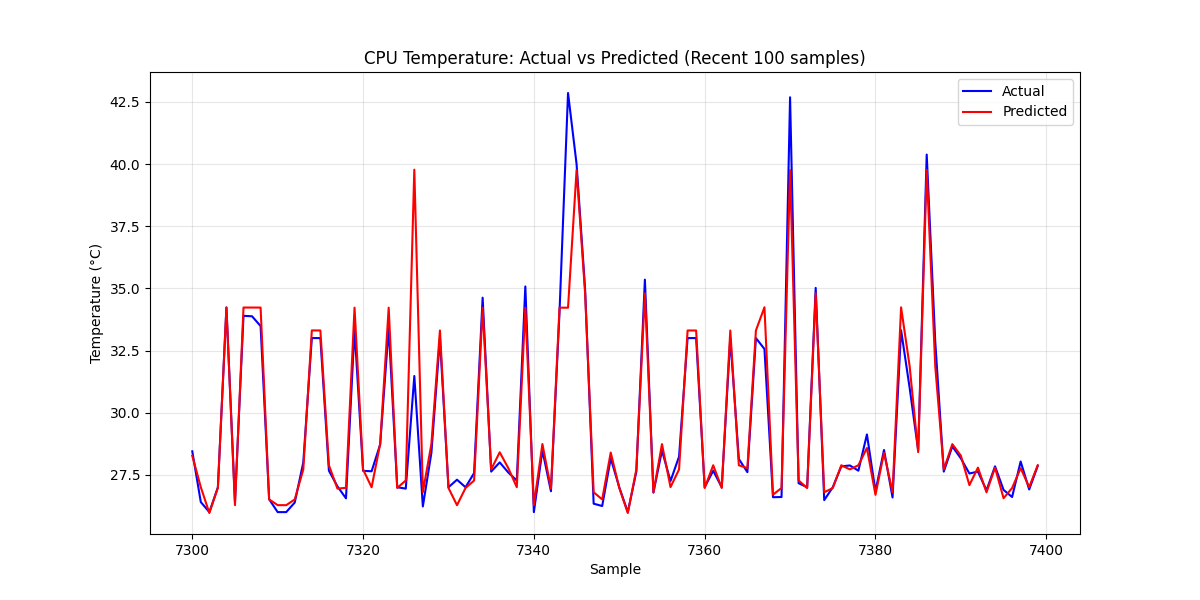 CPU Temperature: Actual vs Predicted (Recent 100 samples)
Actual
Predicted
42.5
40.0
37.5
35.0
32.5
30.0
27.5
Temperature (°C)
7300 7320 7340 7360 7380 7400
Sample